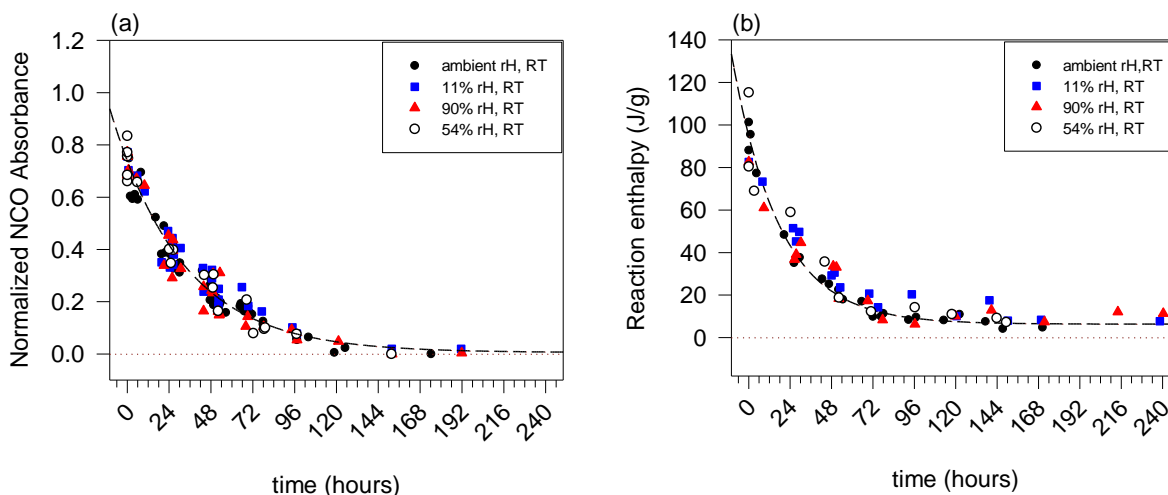 (a)
1.2
1.0
0.8
0.6
0.4
0.2
0.0
Normalized NCO Absorbance
ambient rH, RT
11% rH, RT
90% rH, RT
54% rH, RT
0 24 48 72 96 120 144 168 192 216 240
time (hours)
(b)
140
120
100
80
60
40
20
0
Reaction enthalpy (J/g)
ambient rH,RT
11% rH, RT
90% rH, RT
54% rH, RT
0 24 48 72 96 120 144 168 192 216 240
time (hours)